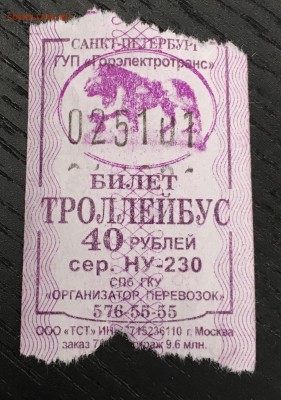 САНКТ-ПЕТЕРБУРГ
ГУП «Горэлектротранс»
025101
БИЛЕТ
ТРОЛЛЕЙБУС
40 РУБЛЕЙ
сер. НУ-230
СПб ГКУ
«ОРГАНИЗАТОР ПЕРЕВОЗОК»
576-55-55
ООО «ТСТ» ИНН 7715236110 г. Москва
заказ тираж 9.6 млн.